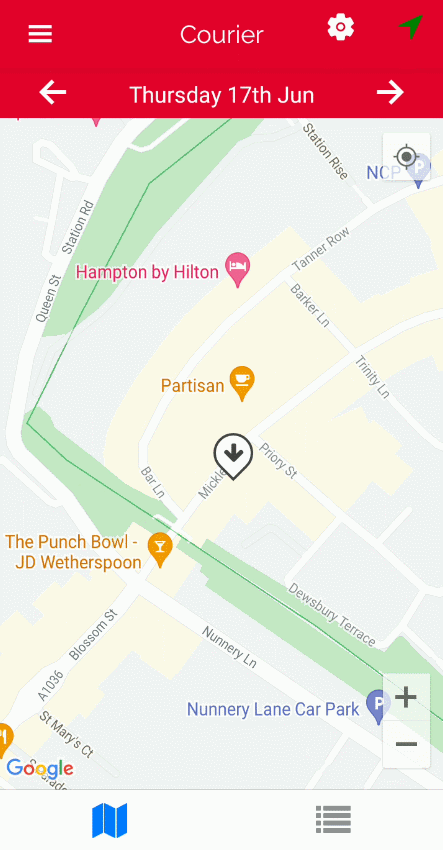 Courier
Thursday 17th Jun
Station Rise
NCP
P
Station Rd
Tanner Row
Hampton by Hilton
Queen St
Barker Ln
Trinity Ln
Partisan
Priory St
Bar Ln
Mickle
The Punch Bowl -
JD Wetherspoon
Dewsbury Terrace
Blossom St
Nunnery Ln
A1036
Nunnery Lane Car Park
P
St Mary's Ct
Google